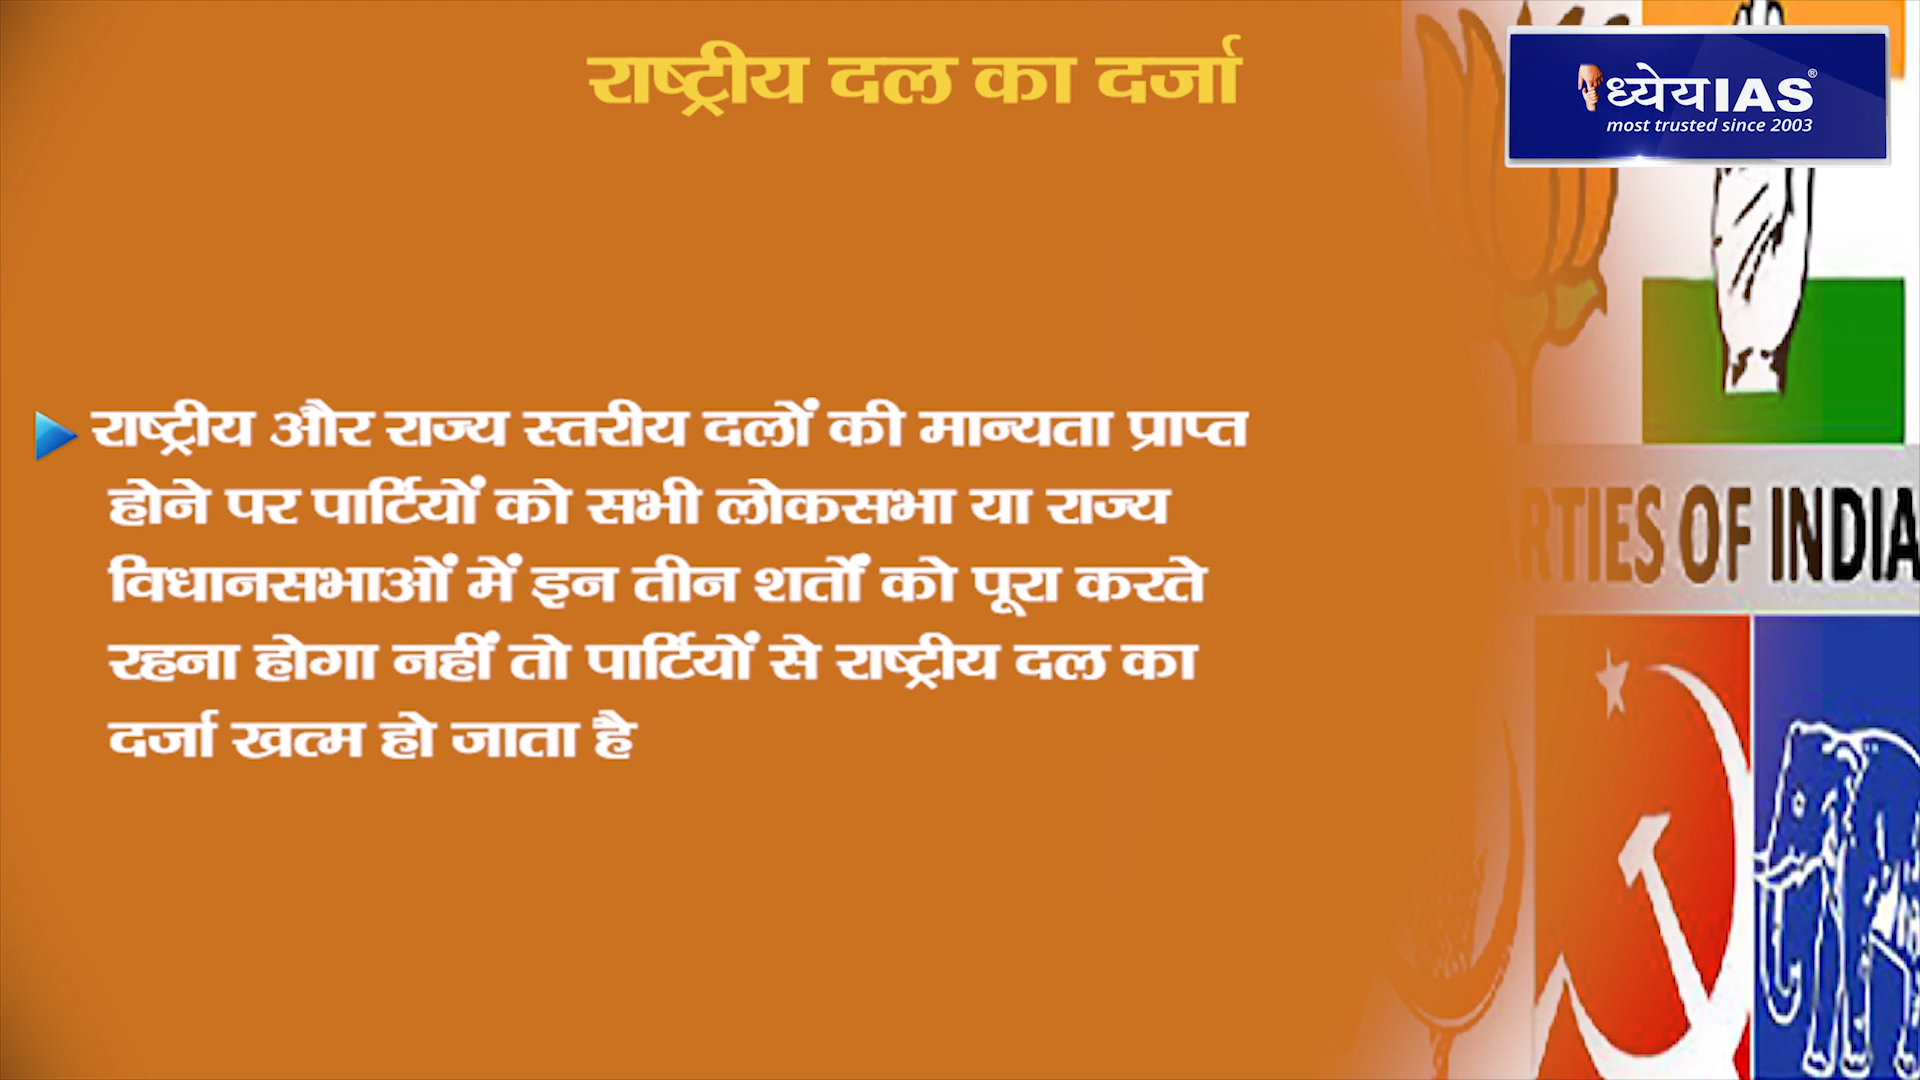 राष्ट्रीय दल का दर्जा
ध्येयIAS®
most trusted since 2003
राष्ट्रीय और राज्य स्तरीय दलों की मान्यता प्राप्त
होने पर पार्टियों को सभी लोकसभा या राज्य
विधानसभाओं में इन तीन शर्तों को पूरा करते
रहना होगा नहीं तो पार्टियों से राष्ट्रीय दल का
दर्जा खत्म हो जाता है
RTIES OF INDIA